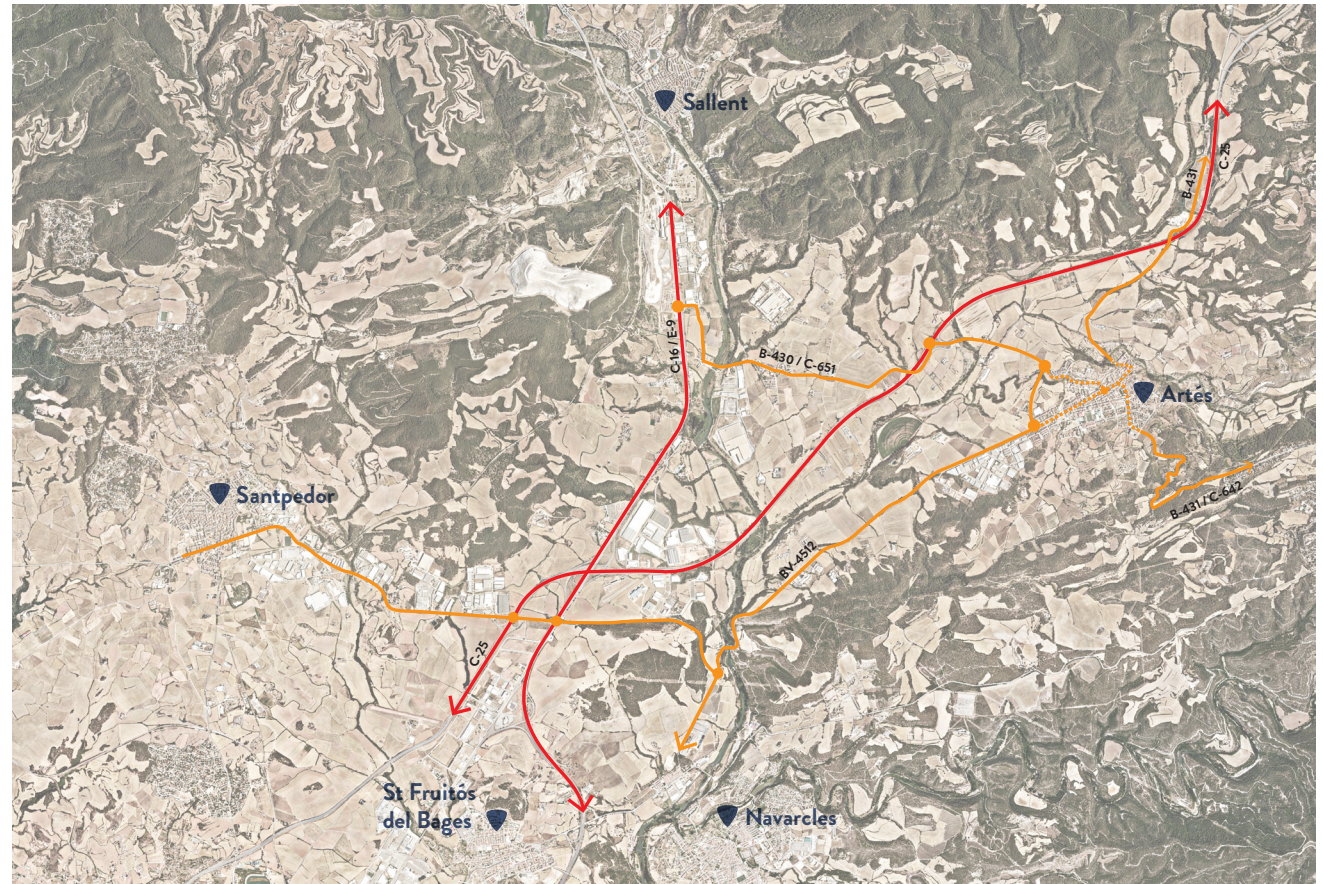 Sallent
C-25
B-431
C-16 / E-9
B-430 / C-651
Artés
Santpedor
B-431 / C-642
BV-4512
C-25
St Fruitós
del Bages
Navarcles